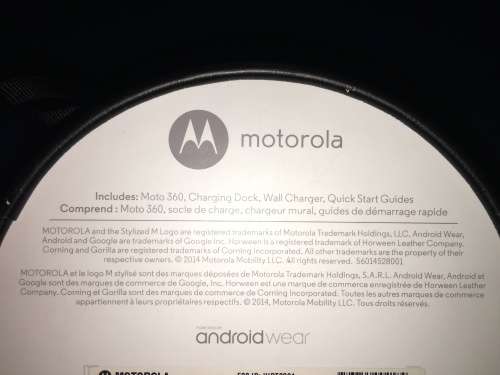 motorola
Includes: Moto 360, Charging Dock, Wall Charger, Quick Start Guides
Comprend : Moto 360, socle de charge, chargeur mural, guides de démarrage rapide
MOTOROLA and the Stylized M Logo are registered trademarks of Motorola Trademark Holdings, LLC. Android Wear,
Android and Google are trademarks of Google Inc. Horween is a registered trademark of Horween Leather Company.
Corning and Gorilla are registered trademarks of Corning Incorporated. All other trademarks are the property of their
respective owners. © 2014 Motorola Mobility LLC. All rights reserved. 56014528001
MOTOROLA et le logo M stylisé sont des marques déposées de Motorola Trademark Holdings, S.A.R.L. Android Wear, Android et
Google sont des marques de commerce de Google, Inc. Horween est une marque de commerce enregistrée de Horween Leather
Company. Corning et Gorilla sont des marques de commerce de Corning Incorporated. Toutes les autres marques de commerce
appartiennent à leurs propriétaires respectifs. © 2014, Motorola Mobility LLC. Tous droits réservés.
androidwear
MOTOROLA